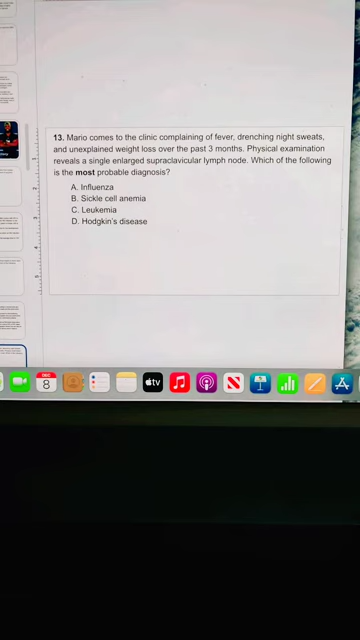 13. Mario comes to the clinic complaining of fever, drenching night sweats,
and unexplained weight loss over the past 3 months. Physical examination
reveals a single enlarged supraclavicular lymph node. Which of the following
is the most probable diagnosis?
A. Influenza
B. Sickle cell anemia
C. Leukemia
D. Hodgkin's disease
DEC
8
tv